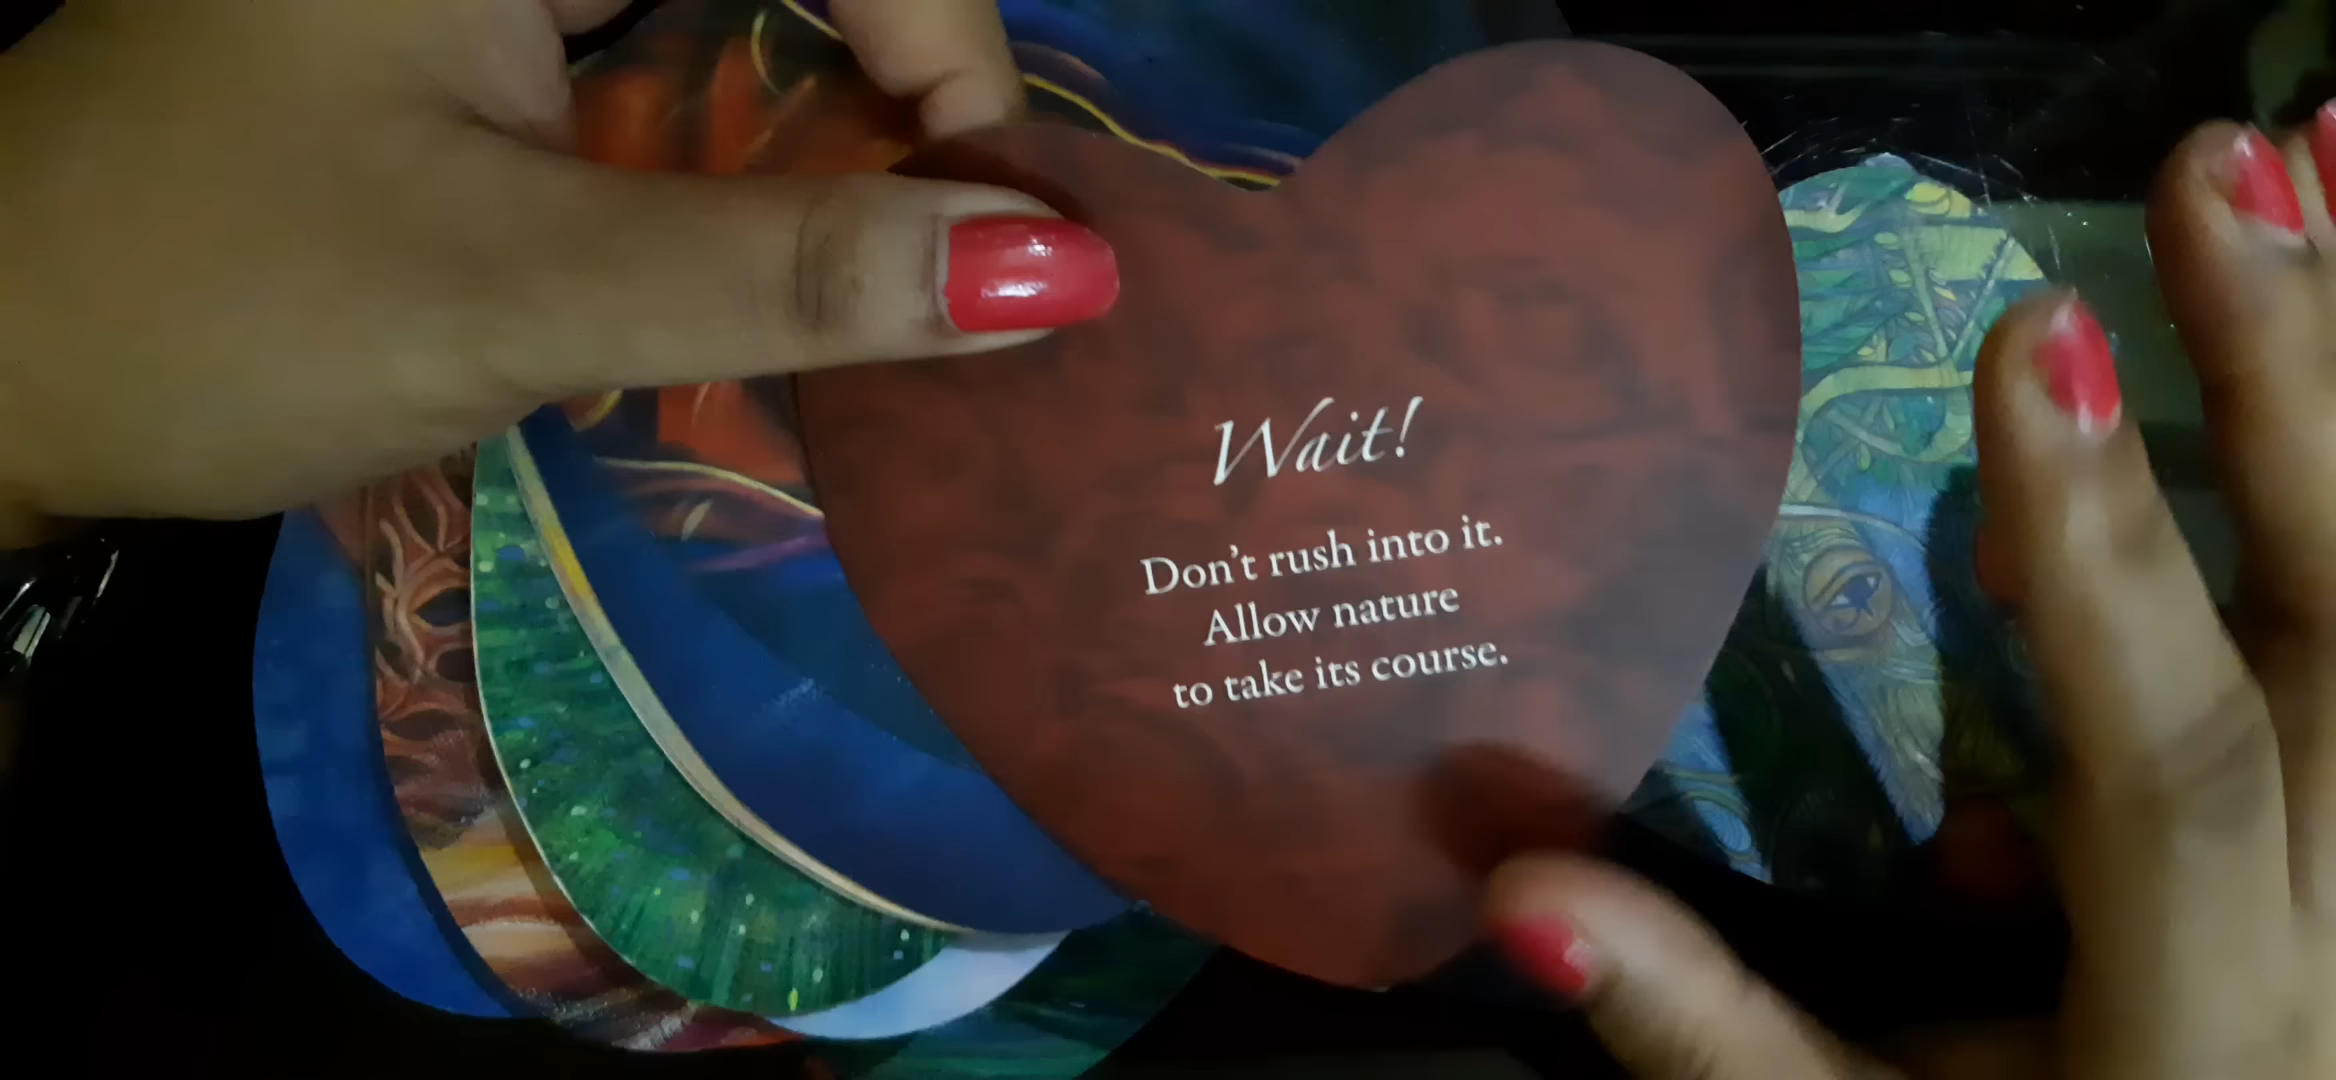 Wait!
Don't rush into it.
Allow nature
to take its course.